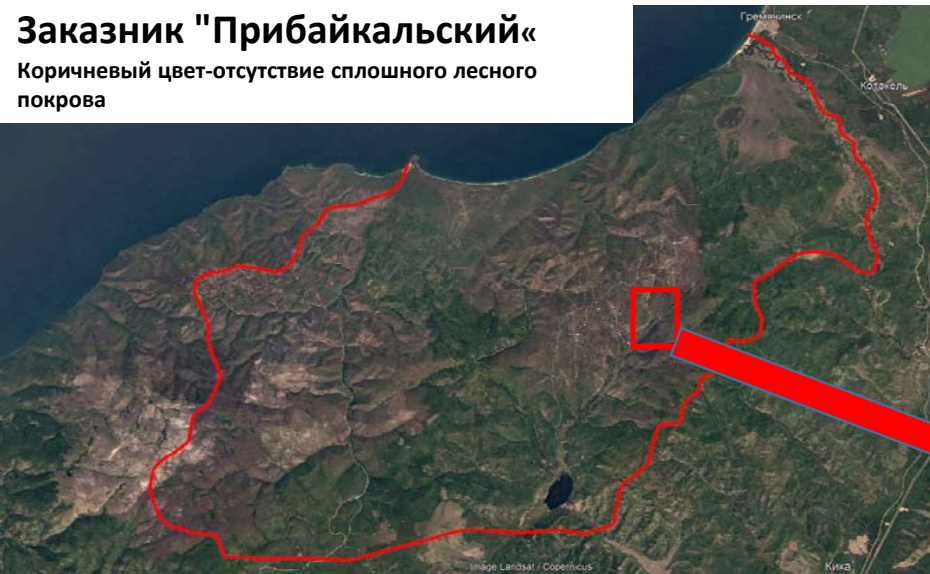 Заказник "Прибайкальский«
Коричневый цвет-отсутствие сплошного лесного
покрова
Гремячинск
Котокель
Image Landsat / Copernicus
Кика